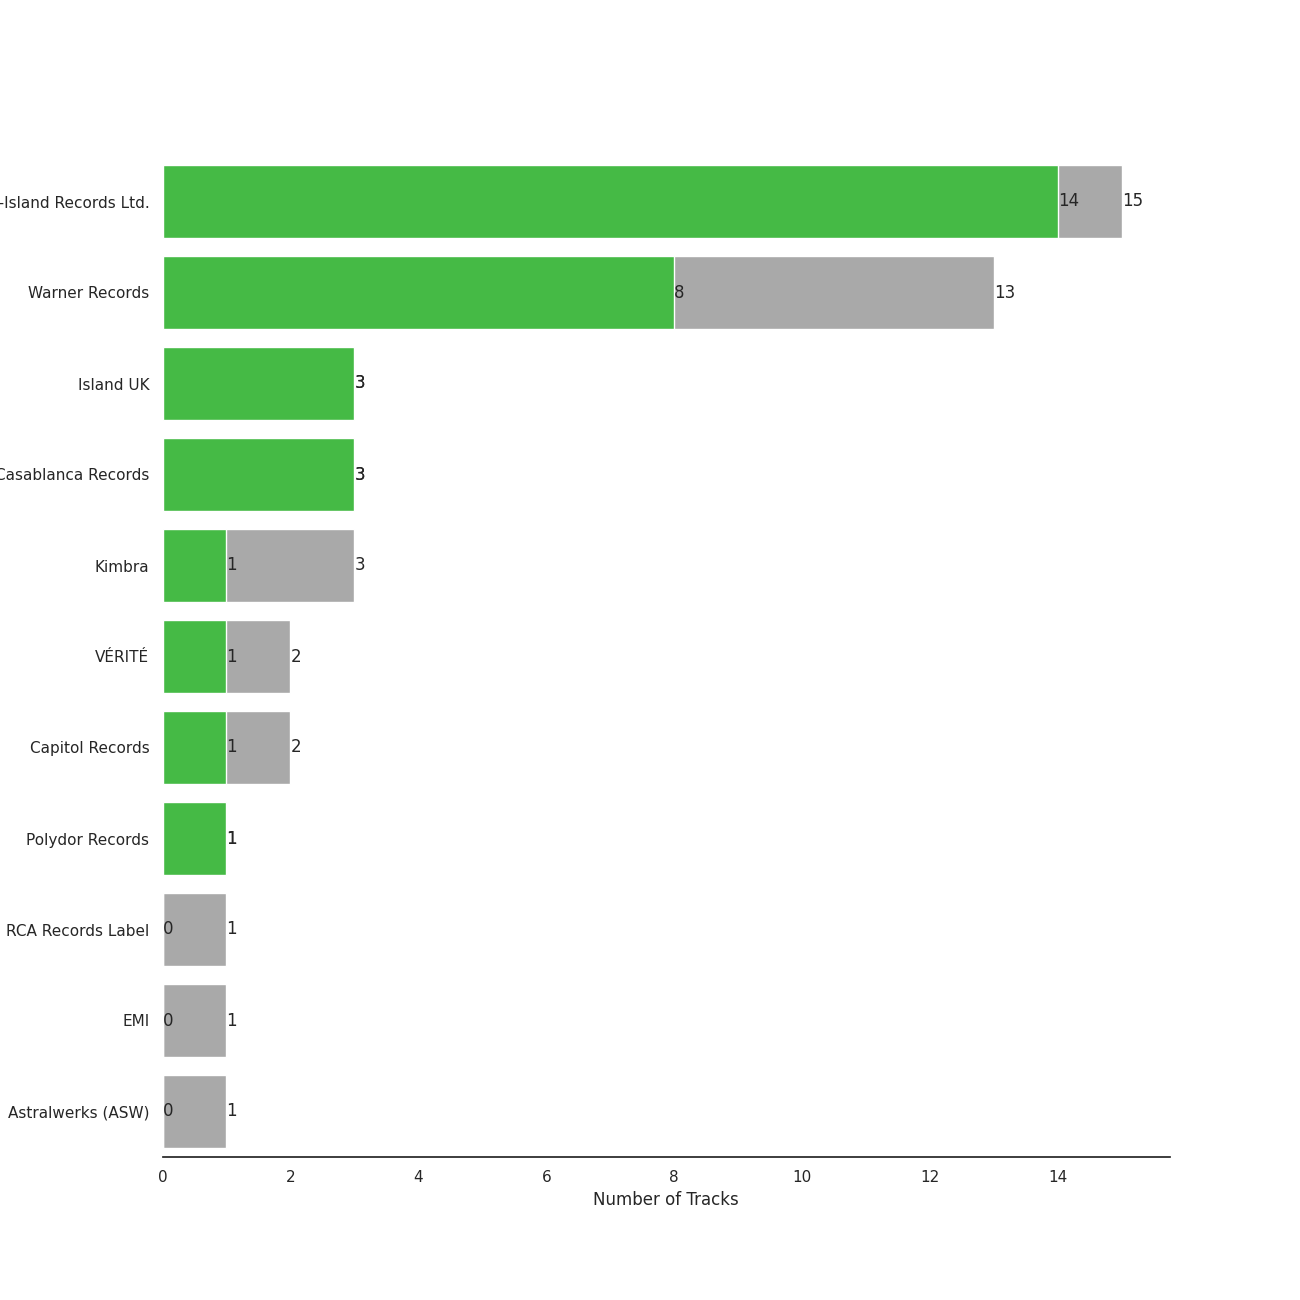 -Island Records Ltd. 14 15
Warner Records 8 13
Island UK 3
Casablanca Records 3
Kimbra 1 3
VÉRITÉ 1 2
Capitol Records 1 2
Polydor Records 1
RCA Records Label 0 1
EMI 0 1
Astralwerks (ASW) 0 1
0 2 4 6 8 10 12 14
Number of Tracks